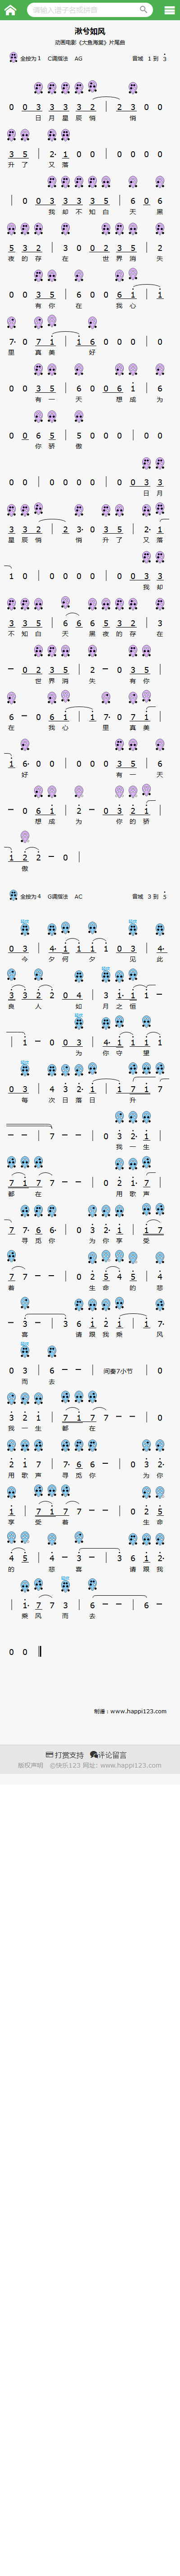 请输入曲子名或拼音
湫兮如风
动画电影《大鱼海棠》片尾曲
全按为1 C调指法 AG 音域 1 到 3
0 0 3 3 3 3 2 2 3 0 0
日 月 星 辰 悄 悄
3 5 2· 1 0 0 0 0 0 0
升 了 又 落
0 0 3 3 3 3 5 6 0 6
我 却 不 知 白 天 黑
5 3 2 2 3 0 0 2 3 5 2
夜 的 存 在 世 界 消 失
0 0 3 5 6 0 0 6 1 1
有 你 在 我 心
7· 0 7 1 1 6 0 0 0 0
里 真 美 好
0 0 3 5 6 0 0 6 1 6
有 一 天 想 成 为
0 0 6 5 5 0 0 0 0 0
你 骄 傲
0 0 0 0 0 0 0 0 0 3 3
日 月
3 3 2 2 3· 0 3 5 2· 1
星 辰 悄 悄 升 了 又 落
1 0 0 0 0 0 0 0 3 3
我 却
3 3 5 6 6 5 3 2 2 3
不 知 白 天 黑 夜 的 存 在
– 0 2 3 5 2 – 0 3 5
世 界 消 失 有 你
6 – 0 6 1 1 7· 0 7 1
在 我 心 里 真 美
1 6· 0 0 0 0 0 3 5 6
好 有 一 天
– 0 6 1 2 – 0 3 2 1
想 成 为 你 的 骄
1 2 2 – 0
傲
全按为4 G调指法 AC 音域 3 到 5
0 3 4· 1 1 1 1 0 3 4·
今 夕 何 夕 见 此
3 3 2 2 0 4 3 1· 1 1 –
良 人 如 月 之 恒
1 – 0 0 3 4· 1 1 1 1
为 你 守 望
0 3 4 3 2· 1 1 1 7 7
每 次 日 落 日 升
– – 7 – – 0 3 2· 1
我 一 生
7 1 7 7 – – 0 2 1· 7
都 在 用 歌 声
7 7· 6 6· 0 3 2· 1 1 7
寻 觅 你 为 你 享 受
7 7 – – 0 2 5 4 5 4
着 生 命 的 悲
– 3 – 3 6 1 2 1 1 7·
喜 请 跟 我 乘 风
0 3 6 – – 间奏7小节 0
而 去
3 2 1 7 1 7 7 – – 0
我 一 生 都 在
2 1 7 7· 6 – – 0 3 2·
用 歌 声 寻 觅 你 为 你
1 7 1 7 7 – – 0 2 5
享 受 着 生 命
4 5 4 – 3 – 3 6 1 2·
的 悲 喜 请 跟 我
1· 7 7 3 6 – – 6 –
乘 风 而 去
0 0
制谱：www.happi123.com
打赏支持 评论留言
版权声明 ©快乐123 网址：www.happi123.com